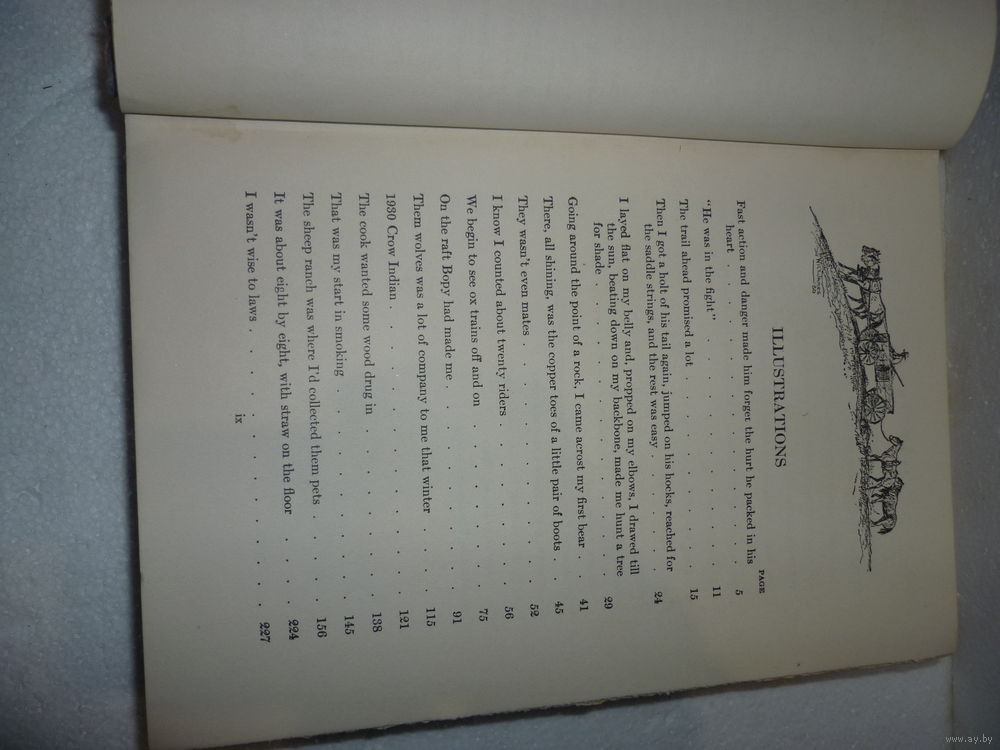 ILLUSTRATIONS
PAGE
Fast action and danger made him forget the hurt he packed in his
heart . . . . . . . . . . . 5
"He was in the fight" . . . . . . . . 11
The trail ahead promised a lot . . . . . . . 15
Then I got a holt of his tail again, jumped on his hocks, reached for
the saddle strings, and the rest was easy . . . . . 24
I layed flat on my belly and, propped on my elbows, I drawed till
the sun, beating down on my backbone, made me hunt a tree
for shade . . . . . . . . . . 29
Going around the point of a rock, I came acrost my first bear . 41
There, all shining, was the copper toes of a little pair of boots . . 45
They wasn't even mates . . . . . . . . 52
I know I counted about twenty riders . . . . . . 56
We begin to see ox trains off and on . . . . . . 75
On the raft Bopy had made me . . . . . . . 91
Them wolves was a lot of company to me that winter . . . 115
1930 Crow Indian . . . . . . . . . 121
The cook wanted some wood drug in . . . . . . 138
That was my start in smoking . . . . . . . 145
The sheep ranch was where I'd collected them pets . . . 156
It was about eight by eight, with straw on the floor . . . 224
I wasn't wise to laws . . . . . . . . . 227
ix
www.ay.by